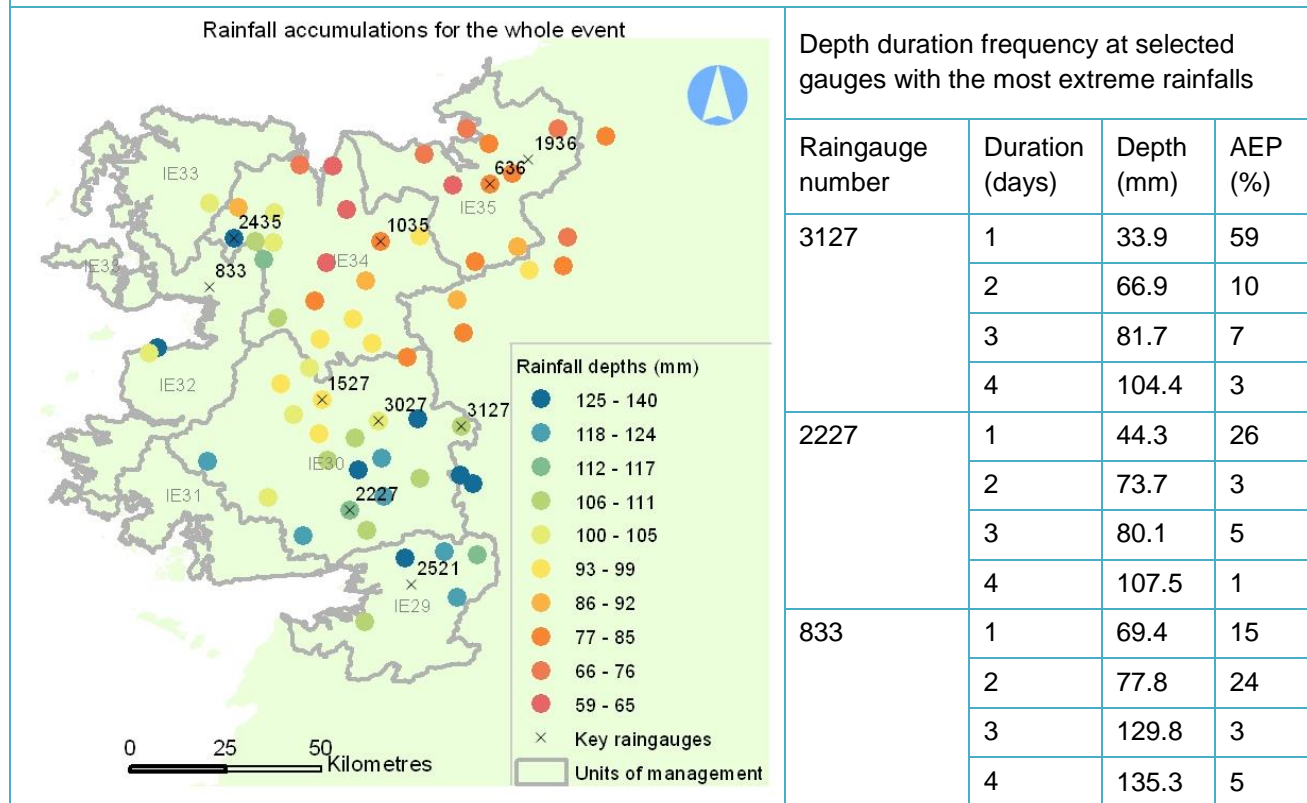 Rainfall accumulations for the whole event
IE33
1936
636
IE35
2435
1035
IE33
833
IE34
IE32
1527
3027
3127
IE30
IE31
2227
2521
IE29
Rainfall depths (mm)
125 - 140
118 - 124
112 - 117
106 - 111
100 - 105
93 - 99
86 - 92
77 - 85
66 - 76
59 - 65
Key raingauges
Units of management
0 25 50 Kilometres
Depth duration frequency at selected
gauges with the most extreme rainfalls
Raingauge number Duration (days) Depth (mm) AEP (%)
3127 1 33.9 59
2 66.9 10
3 81.7 7
4 104.4 3
2227 1 44.3 26
2 73.7 3
3 80.1 5
4 107.5 1
833 1 69.4 15
2 77.8 24
3 129.8 3
4 135.3 5